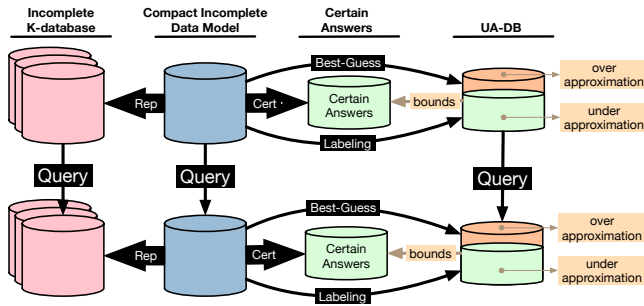 Incomplete
K-database
Compact Incomplete
Data Model
Certain
Answers
UA-DB
Best-Guess
over
approximation
Rep
Cert
Certain
Answers
bounds
under
approximation
Labeling
Query
Query
Query
Best-Guess
over
approximation
Rep
Cert
Certain
Answers
bounds
under
approximation
Labeling